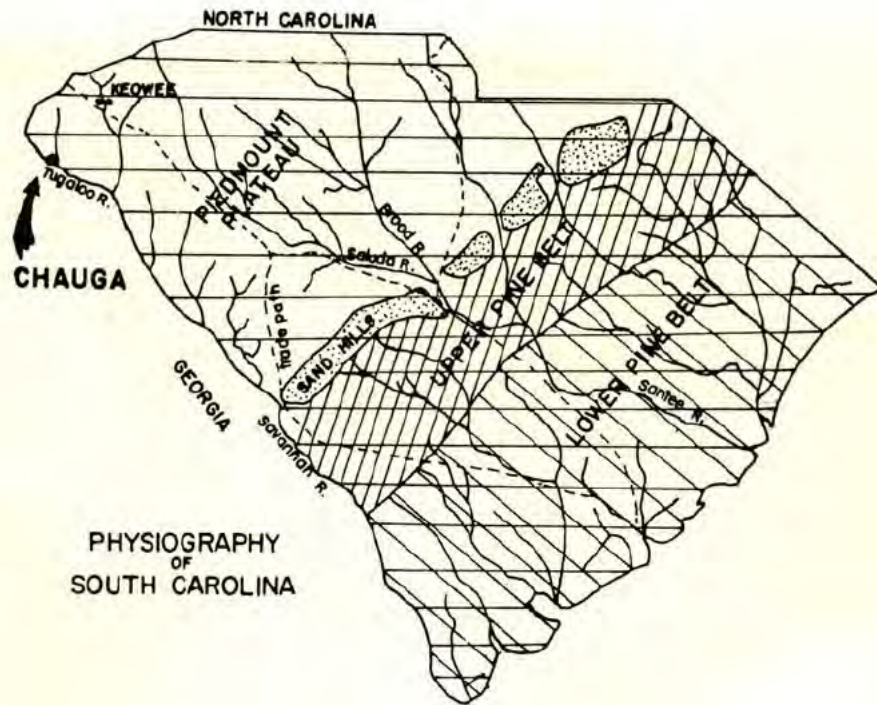 NORTH CAROLINA
KEOWEE
PIEDMOUNT
PLATEAU
Tugaloo R.
CHAUGA
Broad R.
Saluda R.
trade path
SAND HILLS
UPPER PINE BELT
LOWER PINE BELT
Santee R.
GEORGIA
Savannah R.
PHYSIOGRAPHY
OF
SOUTH CAROLINA